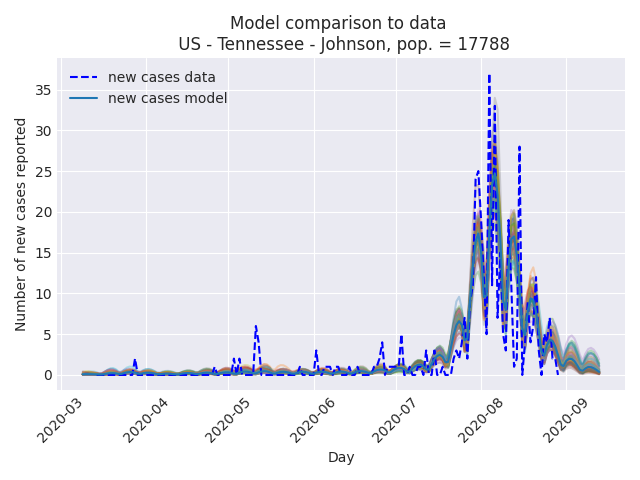 Model comparison to data
US - Tennessee - Johnson, pop. = 17788
new cases data
new cases model
Number of new cases reported
35
30
25
20
15
10
5
0
2020-03
2020-04
2020-05
2020-06
2020-07
2020-08
2020-09
Day